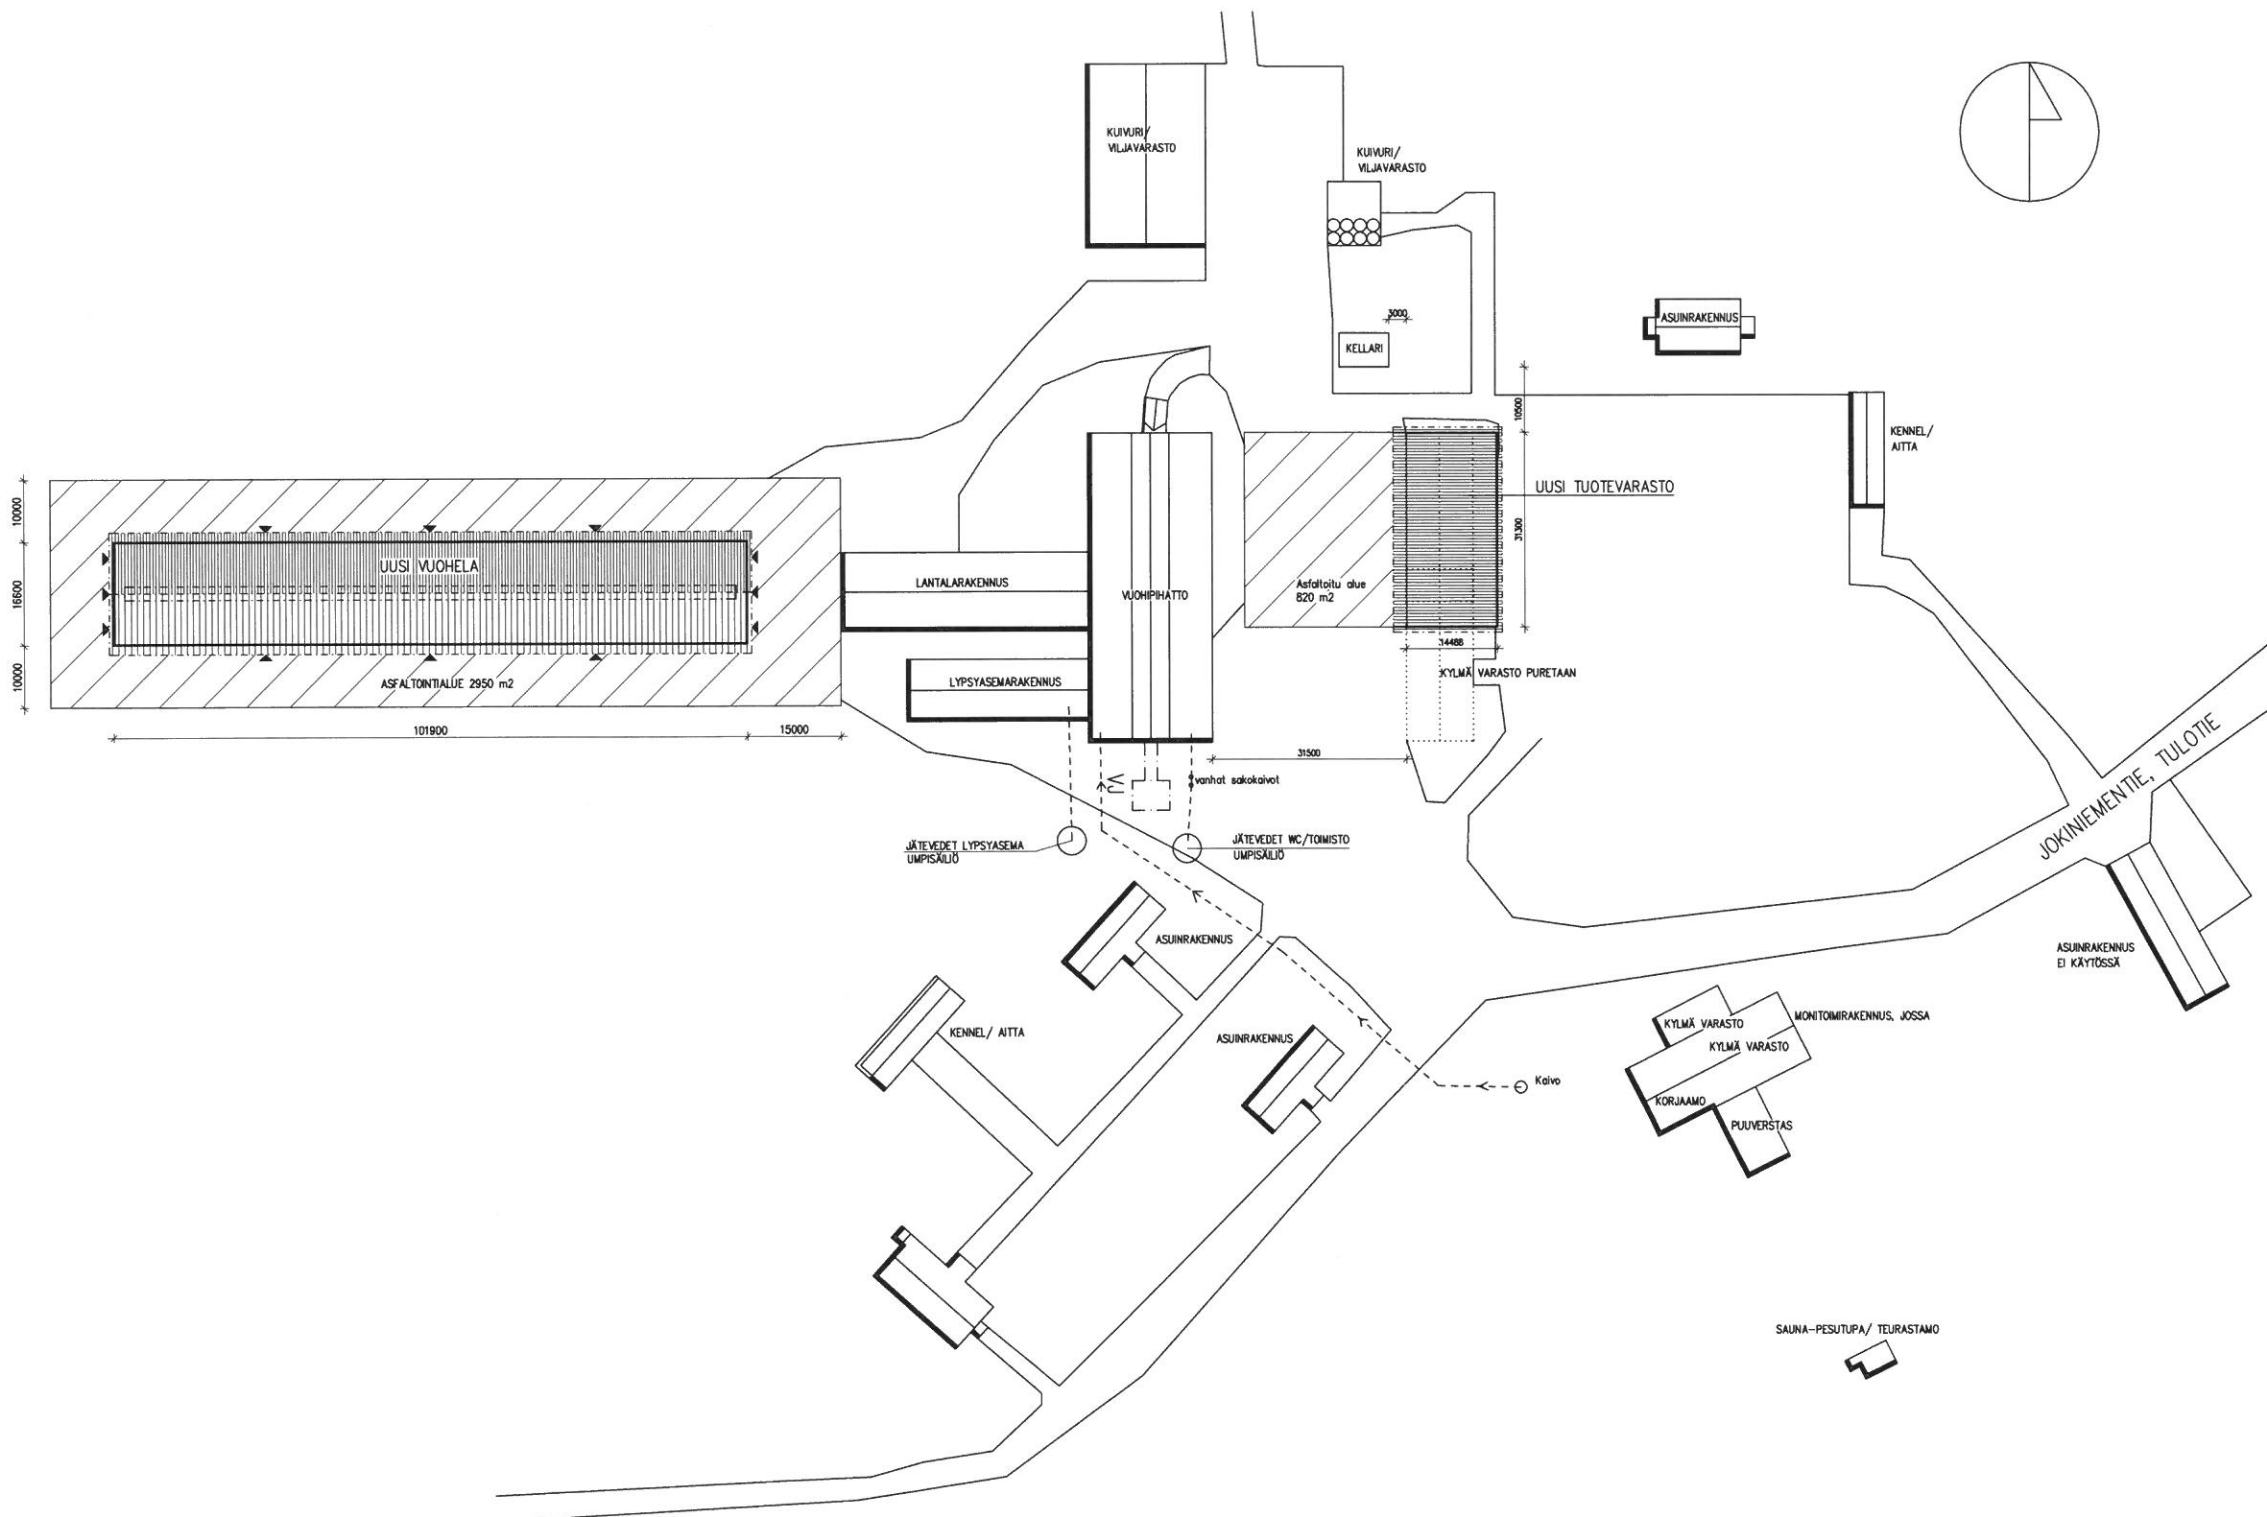 KUIVURI/
VILJAVARASTO
KUIVURI/
VILJAVARASTO
3000
KELLARI
ASUINRAKENNUS
10500
KENNEL/
AITTA
UUSI TUOTEVARASTO
31300
10000
16600
10000
UUSI VUOHELA
ASFALTOINTIALUE 2950 m2
101900
15000
LANTALARAKENNUS
LYPSYASEMARAKENNUS
VUOHIPIHATTO
Asfaltoitu alue
820 m2
14488
KYLMÄ VARASTO PURETAAN
31500
VJ
vanhat sakokaivot
JÄTEVEDET LYPSYASEMA
UMPISÄILIÖ
JÄTEVEDET WC/TOIMISTO
UMPISÄILIÖ
JOKINIEMENTIE, TULOTIE
ASUINRAKENNUS
ASUINRAKENNUS
EI KÄYTÖSSÄ
KENNEL/ AITTA
ASUINRAKENNUS
Kaivo
KYLMÄ VARASTO
MONITOIMIRAKENNUS, JOSSA
KYLMÄ VARASTO
KORJAAMO
PUUVERSTAS
SAUNA-PESUTUPA/ TEURASTAMO